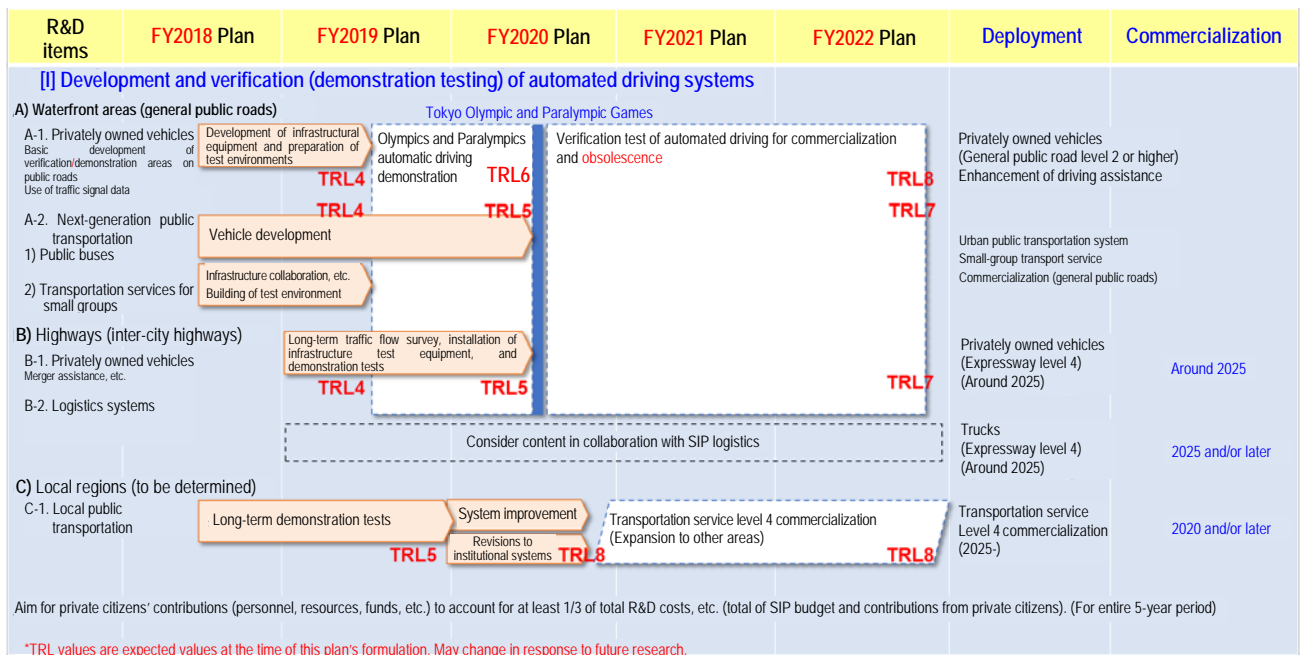 R&D
items
FY2018 Plan
FY2019 Plan
FY2020 Plan
FY2021 Plan
FY2022 Plan
Deployment
Commercialization
[I] Development and verification (demonstration testing) of automated driving systems
A) Waterfront areas (general public roads)
Tokyo Olympic and Paralympic Games
A-1. Privately owned vehicles
Basic development of
verification/demonstration areas on
public roads
Use of traffic signal data
Development of infrastructural
equipment and preparation of
test environments
TRL4
Olympics and Paralympics
automatic driving
demonstration
TRL6
Verification test of automated driving for commercialization
and obsolescence
TRL8
Privately owned vehicles
(General public road level 2 or higher)
Enhancement of driving assistance
A-2. Next-generation public
transportation
1) Public buses
TRL4
TRL5
TRL7
Vehicle development
Urban public transportation system
Small-group transport service
Commercialization (general public roads)
2) Transportation services for
small groups
Infrastructure collaboration, etc.
Building of test environment
B) Highways (inter-city highways)
B-1. Privately owned vehicles
Merger assistance, etc.
Long-term traffic flow survey, installation of
infrastructure test equipment, and
demonstration tests
TRL4
TRL5
TRL7
Privately owned vehicles
(Expressway level 4)
(Around 2025)
Around 2025
B-2. Logistics systems
Consider content in collaboration with SIP logistics
Trucks
(Expressway level 4)
(Around 2025)
2025 and/or later
C) Local regions (to be determined)
C-1. Local public
transportation
Long-term demonstration tests
TRL5
System improvement
Revisions to
institutional systems
TRL8
Transportation service level 4 commercialization
(Expansion to other areas)
TRL8
Transportation service
Level 4 commercialization
(2025-)
2020 and/or later
Aim for private citizens' contributions (personnel, resources, funds, etc.) to account for at least 1/3 of total R&D costs, etc. (total of SIP budget and contributions from private citizens). (For entire 5-year period)
*TRL values are expected values at the time of this plan's formulation. May change in response to future research.